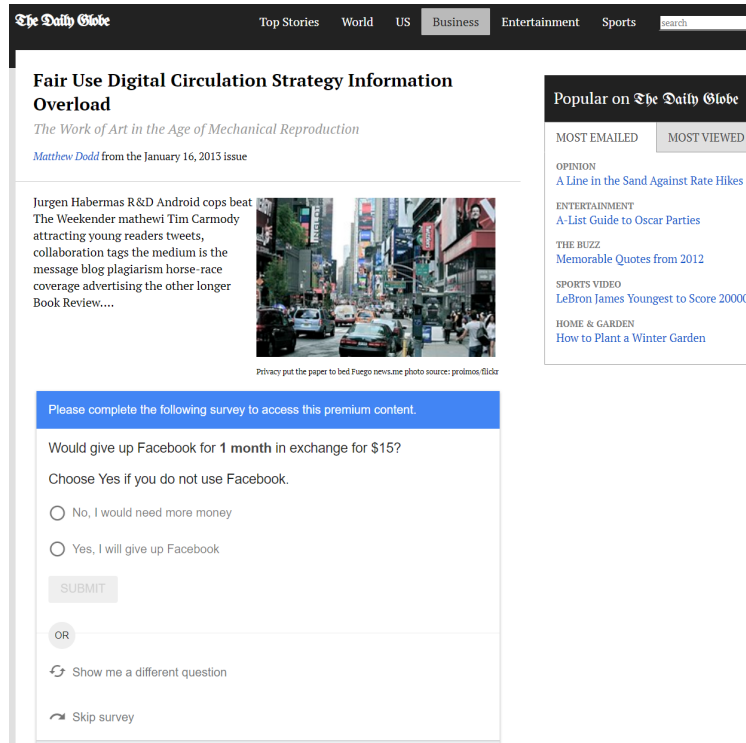 The Daily Globe
Top Stories World US Business Entertainment Sports search
Fair Use Digital Circulation Strategy Information
Overload
The Work of Art in the Age of Mechanical Reproduction
Matthew Dodd from the January 16, 2013 issue
Jurgen Habermas R&D Android cops beat
The Weekender mathewi Tim Carmody
attracting young readers tweets,
collaboration tags the medium is the
message blog plagiarism horse-race
coverage advertising the other longer
Book Review....
Privacy put the paper to bed Fuego news.me photo source: proimos/flickr
Please complete the following survey to access this premium content.
Would give up Facebook for 1 month in exchange for $15?
Choose Yes if you do not use Facebook.
No, I would need more money
Yes, I will give up Facebook
SUBMIT
OR
Show me a different question
Skip survey
Popular on The Daily Globe
MOST EMAILED MOST VIEWED
OPINION
A Line in the Sand Against Rate Hikes
ENTERTAINMENT
A-List Guide to Oscar Parties
THE BUZZ
Memorable Quotes from 2012
SPORTS VIDEO
LeBron James Youngest to Score 20000
HOME & GARDEN
How to Plant a Winter Garden